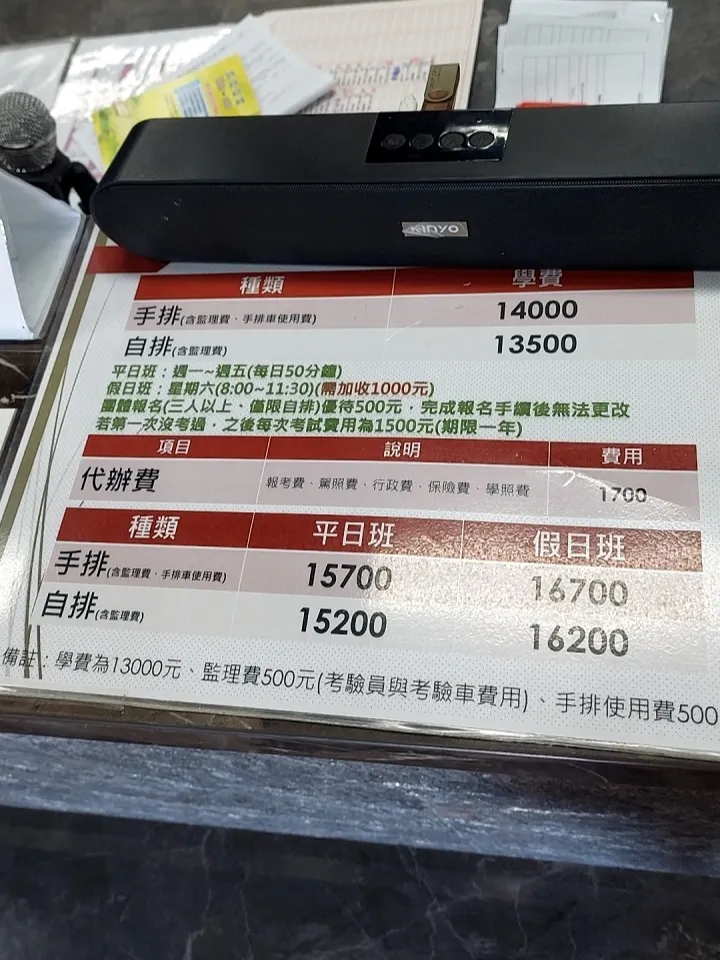 KINYO
種類 學費
手排(含監理費、手排車使用費) 14000
自排(含監理費) 13500
平日班：週一~週五(每日50分鐘)
假日班：星期六(8:00~11:30)(需加收1000元)
團體報名(三人以上、僅限自排)優待500元，完成報名手續後無法更改
若第一次沒考過，之後每次考試費用為1500元(期限一年)
項目 說明 費用
代辦費 報考費、駕照費、行政費、保險費、學照費 1700
種類 平日班 假日班
手排(含監理費、手排車使用費) 15700 16700
自排(含監理費) 15200 16200
備註：學費為13000元、監理費500元(考驗員與考驗車費用)、手排使用費500